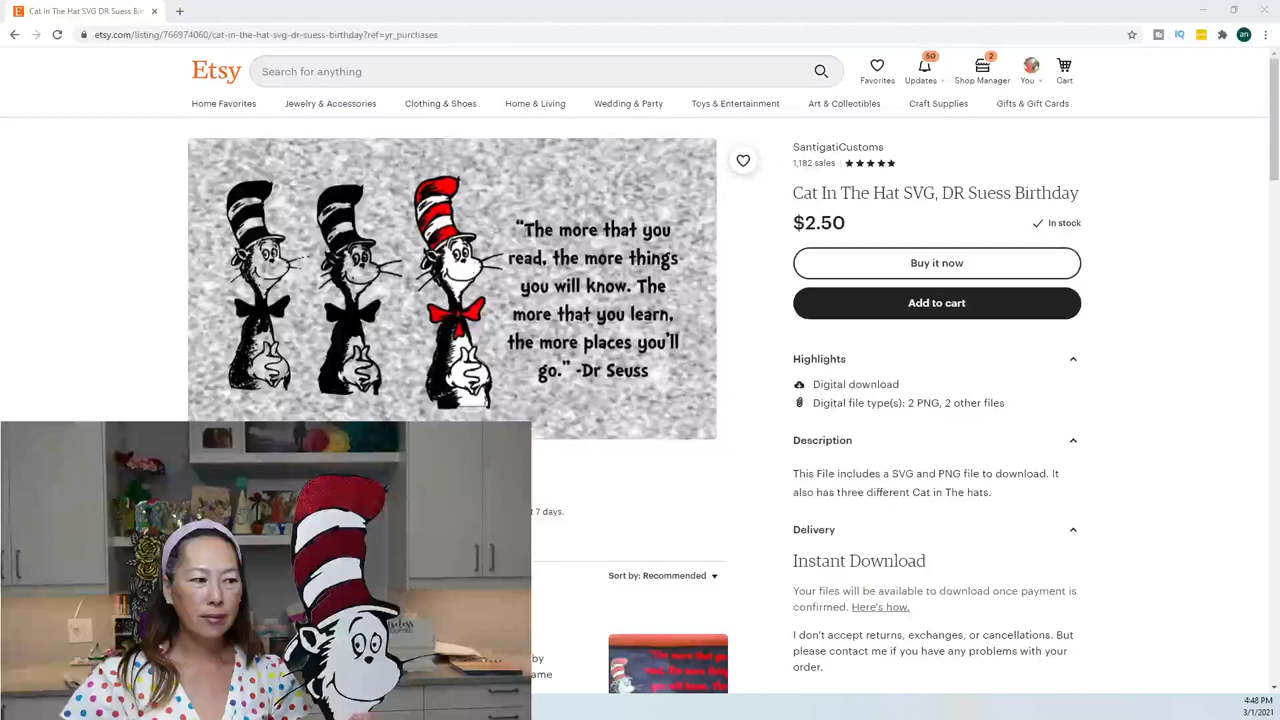 Cat In The Hat SVG DR Suess Bir
etsy.com/listing/766974060/cat-in-the-hat-svg-dr-suess-birthday?ref=yr_purchases
IQ
an
Etsy
Search for anything
50
2
Favorites
Updates
Shop Manager
You
Cart
Home Favorites
Jewelry & Accessories
Clothing & Shoes
Home & Living
Wedding & Party
Toys & Entertainment
Art & Collectibles
Craft Supplies
Gifts & Gift Cards
"The more that you
read, the more things
you will know. The
more that you learn,
the more places you'll
go." -Dr Seuss
SantigatiCustoms
1,182 sales
Cat In The Hat SVG, DR Suess Birthday
$2.50
In stock
Buy it now
Add to cart
Highlights
Digital download
Digital file type(s): 2 PNG, 2 other files
Description
This File includes a SVG and PNG file to download. It
also has three different Cat in The hats.
Delivery
Instant Download
Your files will be available to download once payment is
confirmed. Here's how.
I don't accept returns, exchanges, or cancellations. But
please contact me if you have any problems with your
order.
t 7 days.
Sort by: Recommended
by
ame
4:48 PM
3/1/2021